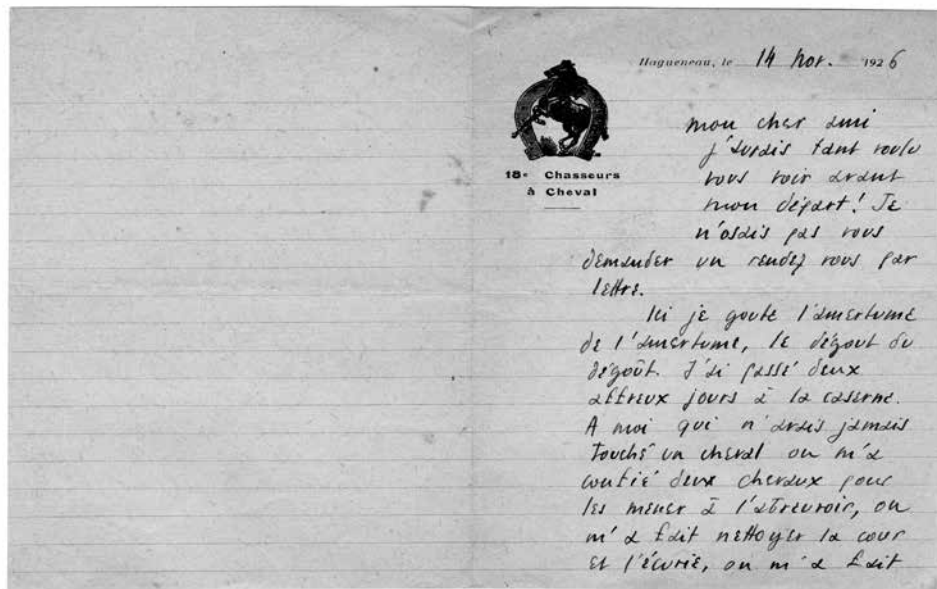 Hagueneau, le 14 nov. 1926
18e Chasseurs
à Cheval
mon cher ami
j'aurais tant voulu
vous voir avant
mon départ! Je
n'osais pas vous
demander un rendez vous par
lettre.
Ici je goute l'amertume
de l'amertume, le dégout du
dégoût. J'ai passé deux
affreux jours à la caserne.
A moi qui n'avais jamais
touché un cheval on m'a
confié deux chevaux pour
les mener à l'abreuvoir, on
m'a fait nettoyer la cour
et l'écurie, on m'a fait